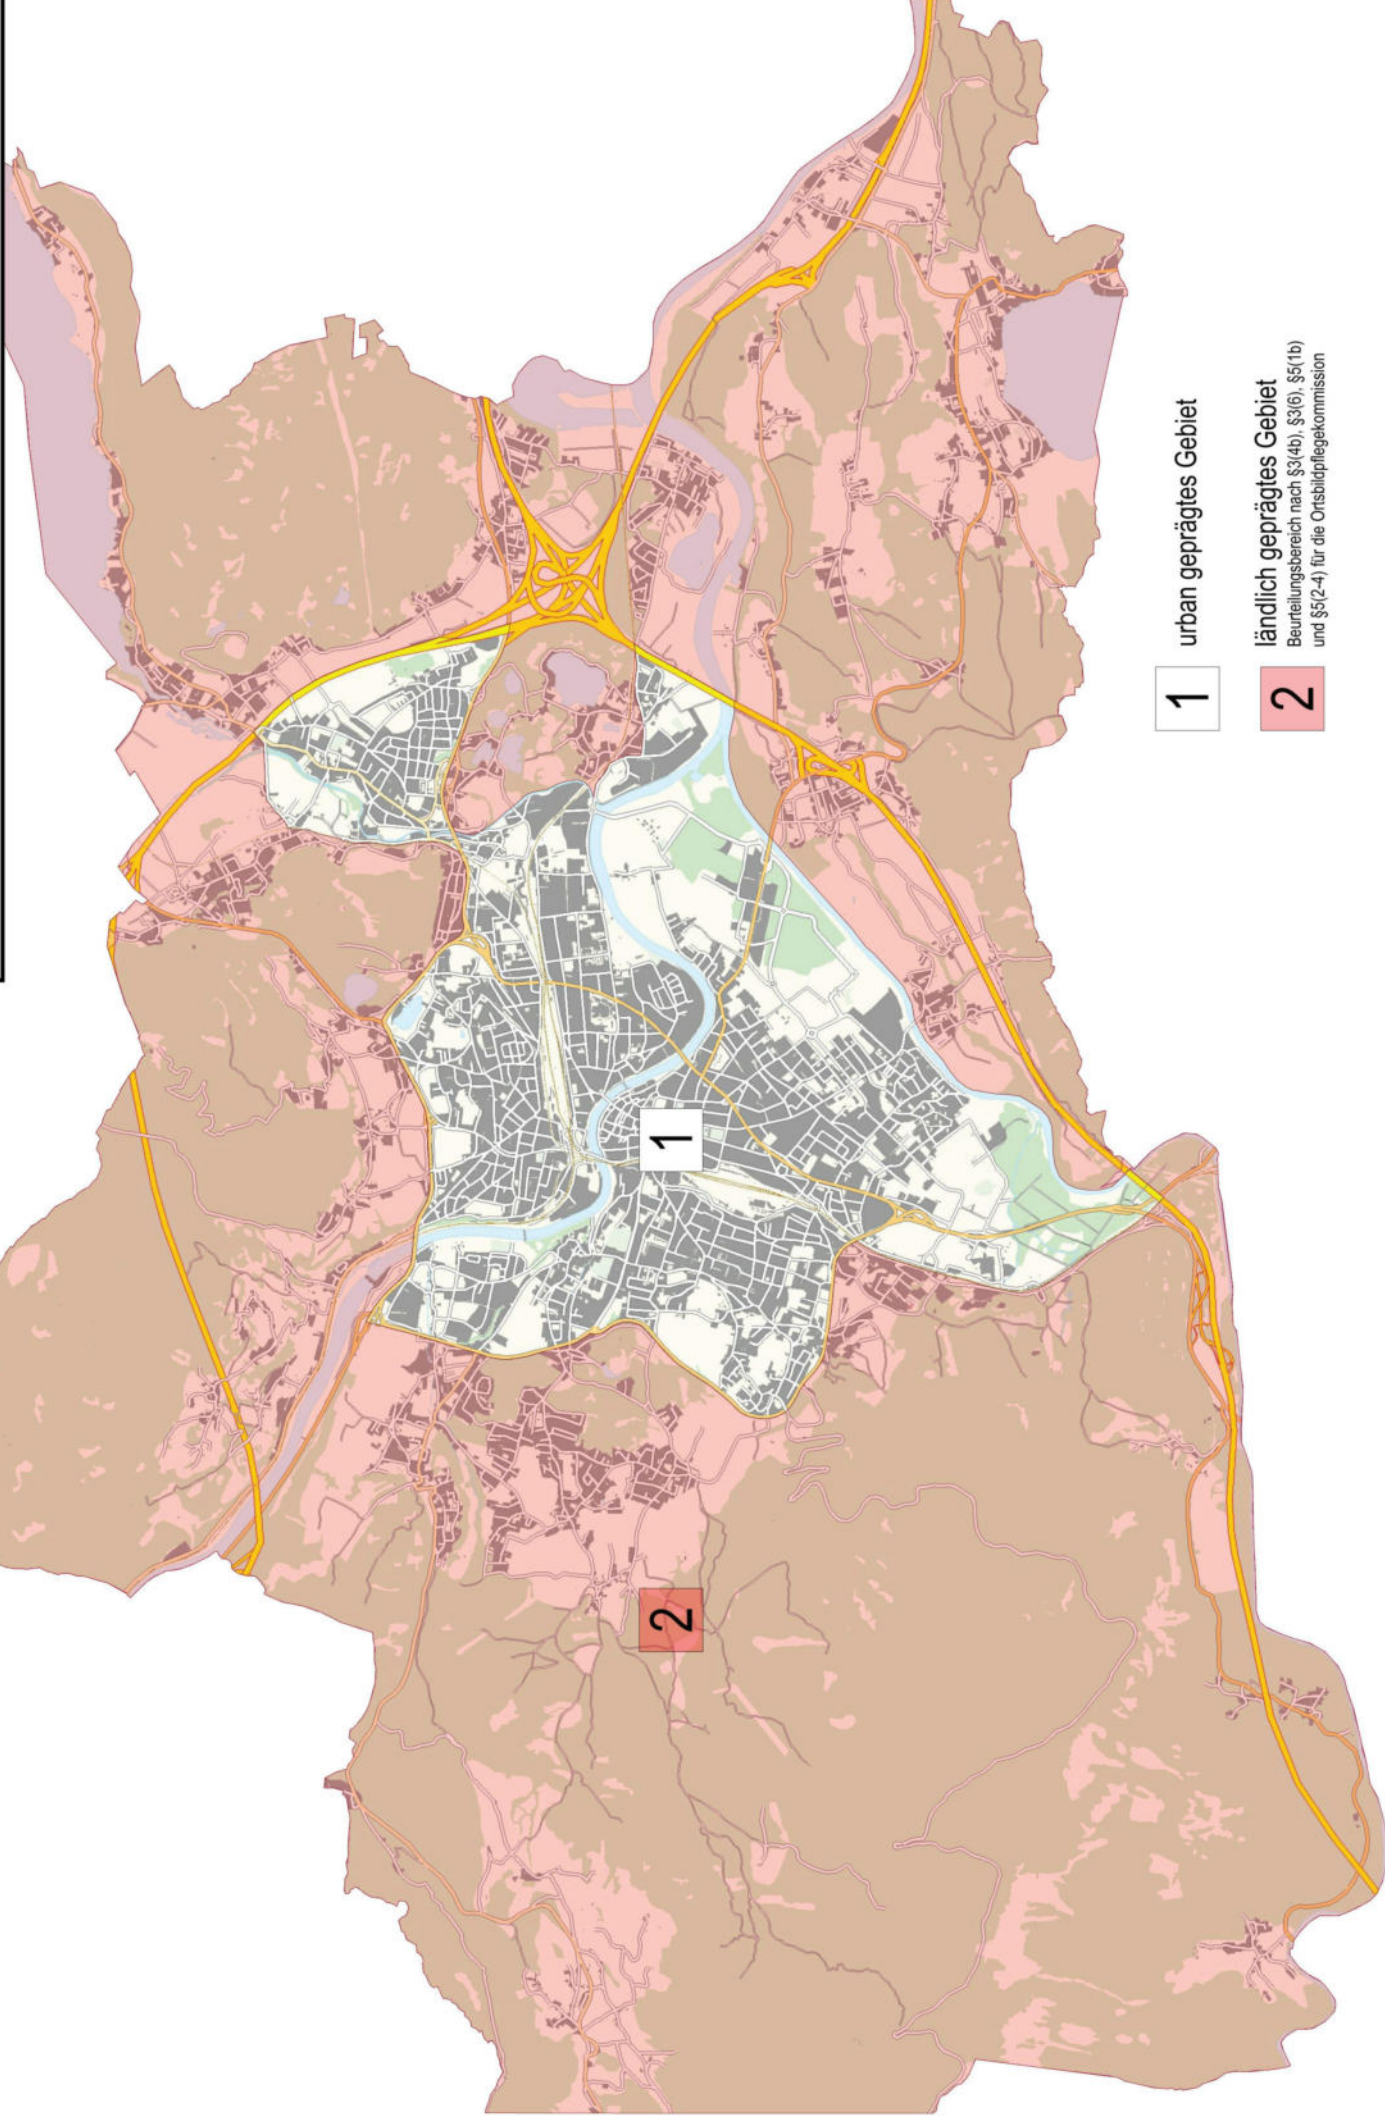 1
2
1
urban geprägtes Gebiet
2
ländlich geprägtes Gebiet
Beurteilungsbereich nach §3(4b), §3(6), §5(1b)
und §5(2-4) für die Ortsbildpflegekommission